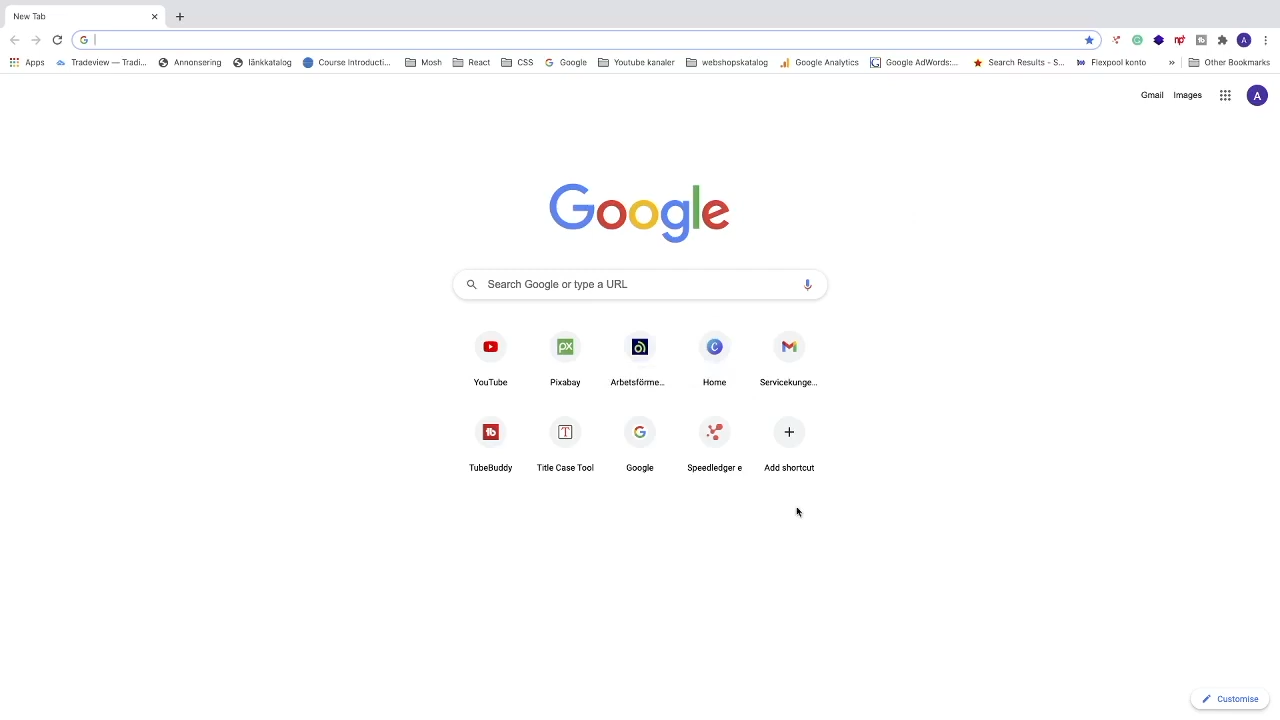 New Tab
Apps Tradeview — Tradi... Annonsering länkkatalog Course Introducti... Mosh React CSS Google Youtube kanaler webshopskatalog Google Analytics Google AdWords:... Search Results - S... Flexpool konto » Other Bookmarks
Gmail Images A
Google
Search Google or type a URL
YouTube Pixabay Arbetsförme... Home Servicekunge...
TubeBuddy Title Case Tool Google Speedledger e Add shortcut
Customise